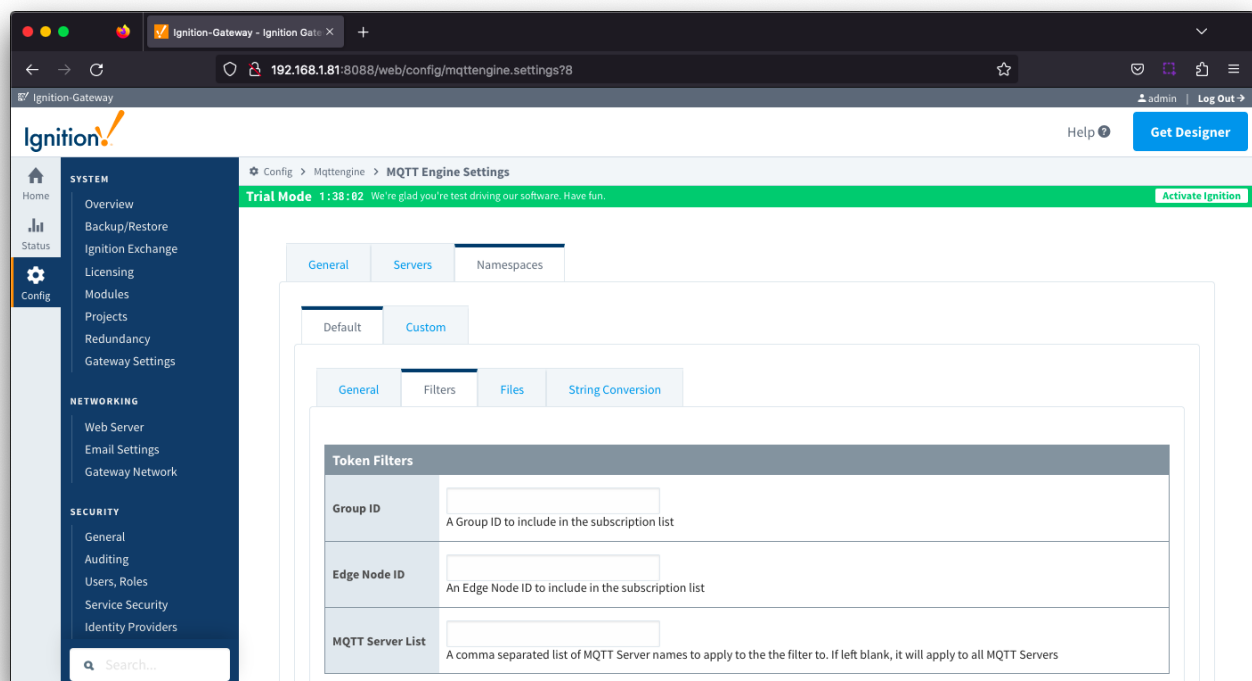 Ignition-Gateway - Ignition Gate
192.168.1.81:8088/web/config/mqttengine.settings?8
Ignition-Gateway
admin | Log Out
Ignition!
Help
Get Designer
Home
Status
Config
SYSTEM
Overview
Backup/Restore
Ignition Exchange
Licensing
Modules
Projects
Redundancy
Gateway Settings
NETWORKING
Web Server
Email Settings
Gateway Network
SECURITY
General
Auditing
Users, Roles
Service Security
Identity Providers
Search...
Config > Mqttengine > MQTT Engine Settings
Trial Mode 1:38:02 We're glad you're test driving our software. Have fun.
Activate Ignition
General Servers Namespaces
Default Custom
General Filters Files String Conversion
Token Filters
Group ID
A Group ID to include in the subscription list
Edge Node ID
An Edge Node ID to include in the subscription list
MQTT Server List
A comma separated list of MQTT Server names to apply to the the filter to. If left blank, it will apply to all MQTT Servers